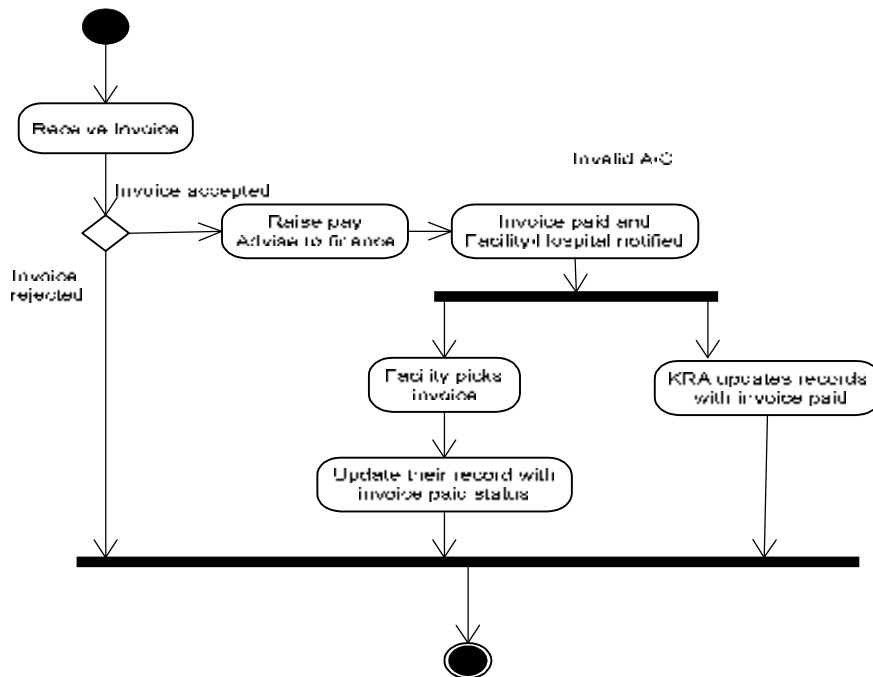 Receive Invoice
Invalid A/C
Invoice accepted
Raise pay
Advise to finance
Invoice paid and
Facility/Hospital notified
Invoice
rejected
Facility picks
invoice
KRA updates records
with invoice paid
Update their record with
invoice paid status